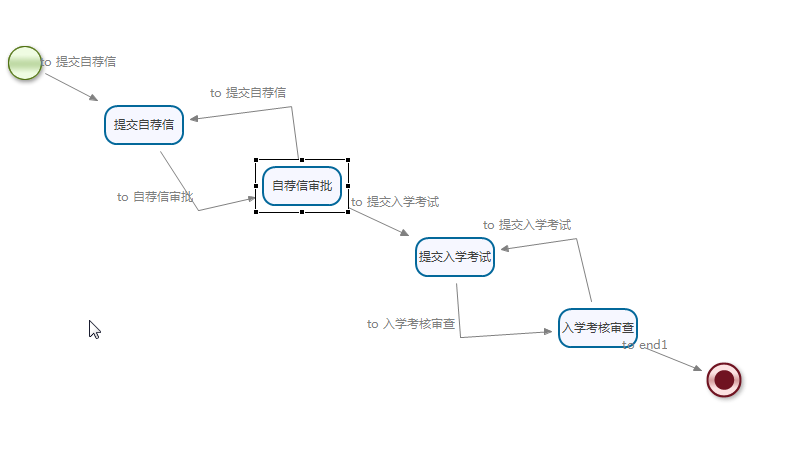 to 提交自荐信
to 提交自荐信
提交自荐信
自荐信审批
to 自荐信审批
to 提交入学考试
to 提交入学考试
提交入学考试
to 入学考核审查
入学考核审查
to end1